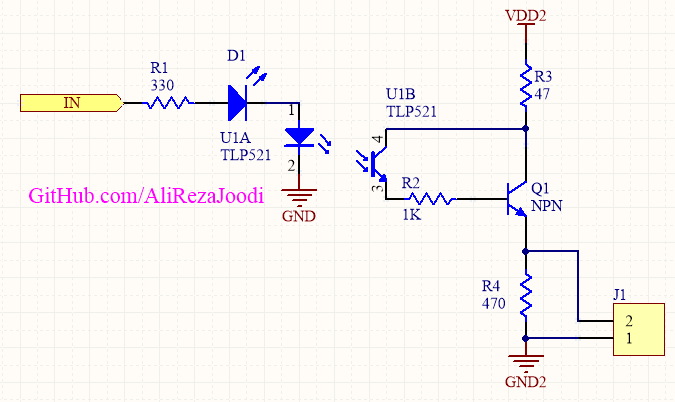 VDD2
D1
R1
330
IN
U1A
TLP521
1
2
GND
GitHub.com/AliRezaJoodi
U1B
TLP521
4
3
R2
1K
R3
47
Q1
NPN
R4
470
J1
2
1
GND2